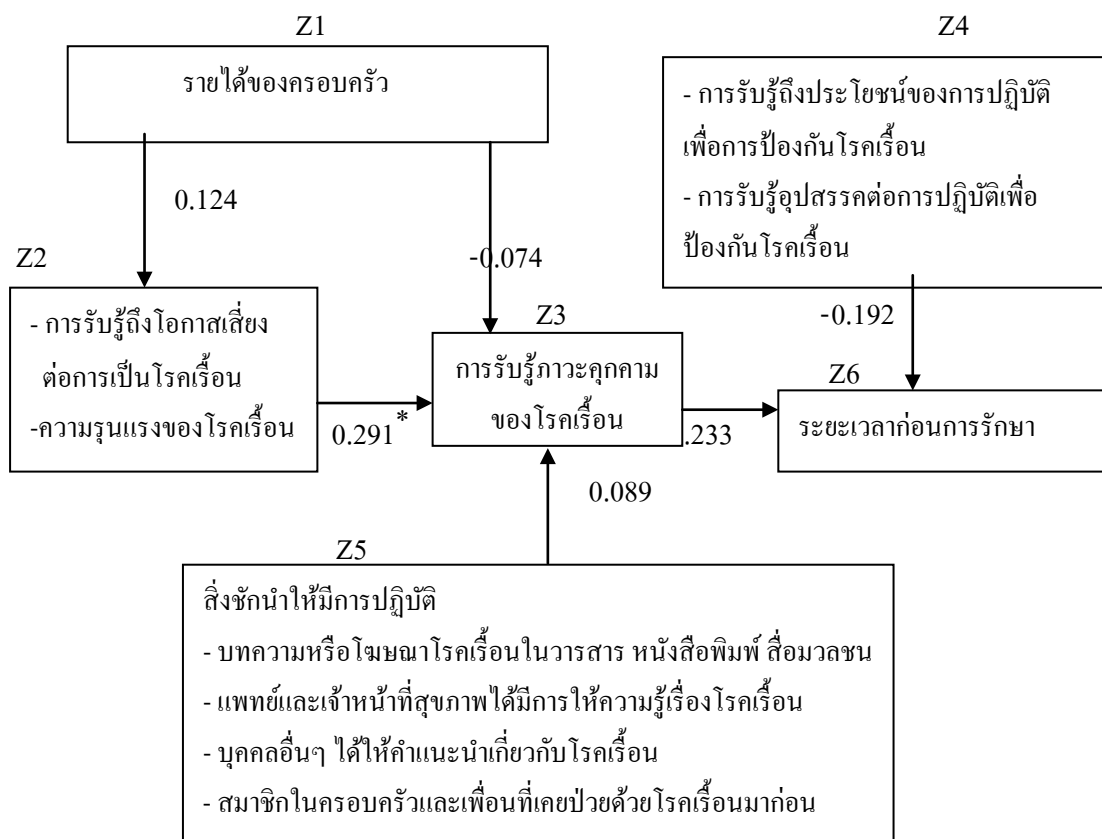 Z1
Z4
รายได้ของครอบครัว
- การรับรู้ถึงประโยชน์ของการปฏิบัติ
เพื่อการป้องกันโรคเรื้อน
- การรับรู้อุปสรรคต่อการปฏิบัติเพื่อ
ป้องกันโรคเรื้อน
0.124
-0.074
Z2
- การรับรู้ถึงโอกาสเสี่ยง
ต่อการเป็นโรคเรื้อน
-ความรุนแรงของโรคเรื้อน
0.291*
Z3
การรับรู้ภาวะคุกคาม
ของโรคเรื้อน
.233
-0.192
Z6
ระยะเวลาก่อนการรักษา
0.089
Z5
สิ่งชักนำให้มีการปฏิบัติ
- บทความหรือโฆษณาโรคเรื้อนในวารสาร หนังสือพิมพ์ สื่อมวลชน
- แพทย์และเจ้าหน้าที่สุขภาพได้มีการให้ความรู้เรื่องโรคเรื้อน
- บุคคลอื่นๆ ได้ให้คำแนะนำเกี่ยวกับโรคเรื้อน
- สมาชิกในครอบครัวและเพื่อนที่เคยป่วยด้วยโรคเรื้อนมาก่อน